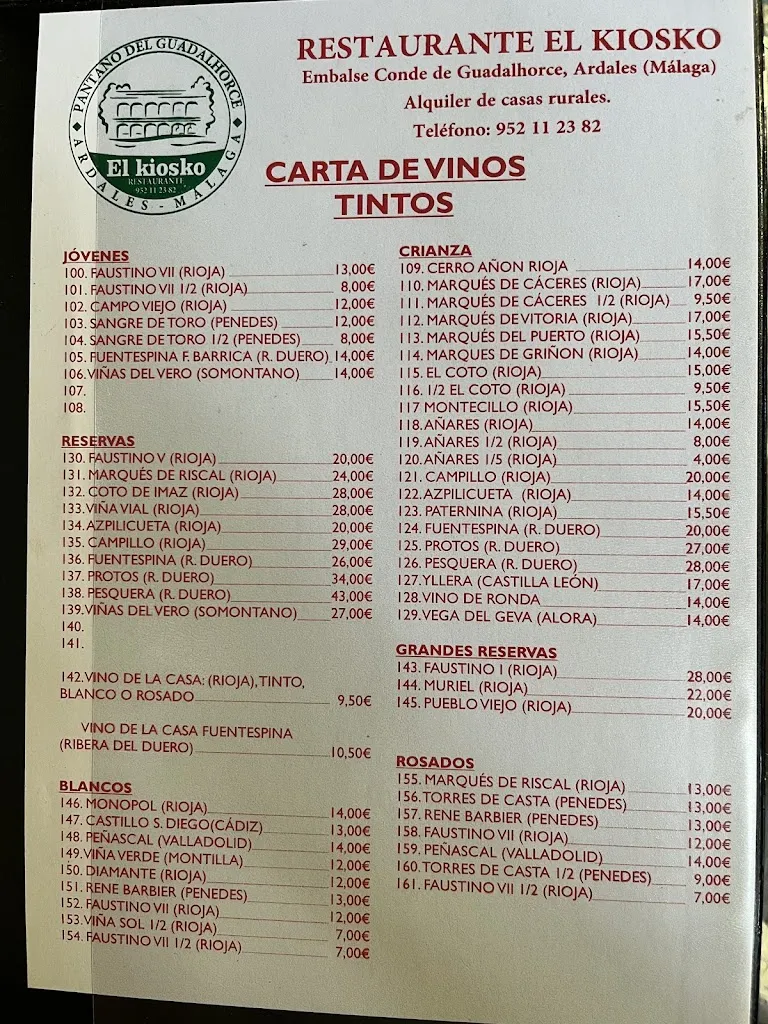 PANTANO DEL GUADALHORCE
ARDALES - MALAGA
El kiosko
RESTAURANTE
952 11 23 82
RESTAURANTE EL KIOSKO
Embalse Conde de Guadalhorce, Ardales (Málaga)
Alquiler de casas rurales.
Teléfono: 952 11 23 82
CARTA DE VINOS
TINTOS
JÓVENES
100. FAUSTINO VII (RIOJA) 13,00€
101. FAUSTINO VII 1/2 (RIOJA) 8,00€
102. CAMPO VIEJO (RIOJA) 12,00€
103. SANGRE DE TORO (PENEDES) 12,00€
104. SANGRE DE TORO 1/2 (PENEDES) 8,00€
105. FUENTESPINA F. BARRICA (R. DUERO) 14,00€
106. VIÑAS DEL VERO (SOMONTANO) 14,00€
107.
108.
RESERVAS
130. FAUSTINO V (RIOJA) 20,00€
131. MARQUÉS DE RISCAL (RIOJA) 24,00€
132. COTO DE IMAZ (RIOJA) 28,00€
133. VIÑA VIAL (RIOJA) 28,00€
134. AZPILICUETA (RIOJA) 20,00€
135. CAMPILLO (RIOJA) 29,00€
136. FUENTESPINA (R. DUERO) 26,00€
137. PROTOS (R. DUERO) 34,00€
138. PESQUERA (R. DUERO) 43,00€
139. VIÑAS DEL VERO (SOMONTANO) 27,00€
140.
141.
142. VINO DE LA CASA: (RIOJA), TINTO,
BLANCO O ROSADO 9,50€
VINO DE LA CASA FUENTESPINA
(RIBERA DEL DUERO) 10,50€
BLANCOS
146. MONOPOL (RIOJA) 14,00€
147. CASTILLO S. DIEGO(CÁDIZ) 13,00€
148. PEÑASCAL (VALLADOLID) 14,00€
149. VIÑA VERDE (MONTILLA) 12,00€
150. DIAMANTE (RIOJA) 12,00€
151. RENE BARBIER (PENEDES) 13,00€
152. FAUSTINO VII (RIOJA) 12,00€
153. VIÑA SOL 1/2 (RIOJA) 7,00€
154. FAUSTINO VII 1/2 (RIOJA) 7,00€
CRIANZA
109. CERRO AÑON RIOJA 14,00€
110. MARQUÉS DE CÁCERES (RIOJA) 17,00€
111. MARQUÉS DE CÁCERES 1/2 (RIOJA) 9,50€
112. MARQUÉS DE VITORIA (RIOJA) 17,00€
113. MARQUÉS DEL PUERTO (RIOJA) 15,50€
114. MARQUES DE GRIÑON (RIOJA) 14,00€
115. EL COTO (RIOJA) 15,00€
116. 1/2 EL COTO (RIOJA) 9,50€
117 MONTECILLO (RIOJA) 15,50€
118. AÑARES (RIOJA) 14,00€
119. AÑARES 1/2 (RIOJA) 8,00€
120. AÑARES 1/5 (RIOJA) 4,00€
121. CAMPILLO (RIOJA) 20,00€
122. AZPILICUETA (RIOJA) 14,00€
123. PATERNINA (RIOJA) 15,50€
124. FUENTESPINA (R. DUERO) 20,00€
125. PROTOS (R. DUERO) 27,00€
126. PESQUERA (R. DUERO) 28,00€
127. YLLERA (CASTILLA LEÓN) 17,00€
128. VINO DE RONDA 14,00€
129. VEGA DEL GEVA (ALORA) 14,00€
GRANDES RESERVAS
143. FAUSTINO I (RIOJA) 28,00€
144. MURIEL (RIOJA) 22,00€
145. PUEBLO VIEJO (RIOJA) 20,00€
ROSADOS
155. MARQUÉS DE RISCAL (RIOJA) 13,00€
156. TORRES DE CASTA (PENEDES) 13,00€
157. RENE BARBIER (PENEDES) 13,00€
158. FAUSTINO VII (RIOJA) 12,00€
159. PEÑASCAL (VALLADOLID) 14,00€
160. TORRES DE CASTA 1/2 (PENEDES) 9,00€
161. FAUSTINO VII 1/2 (RIOJA) 7,00€